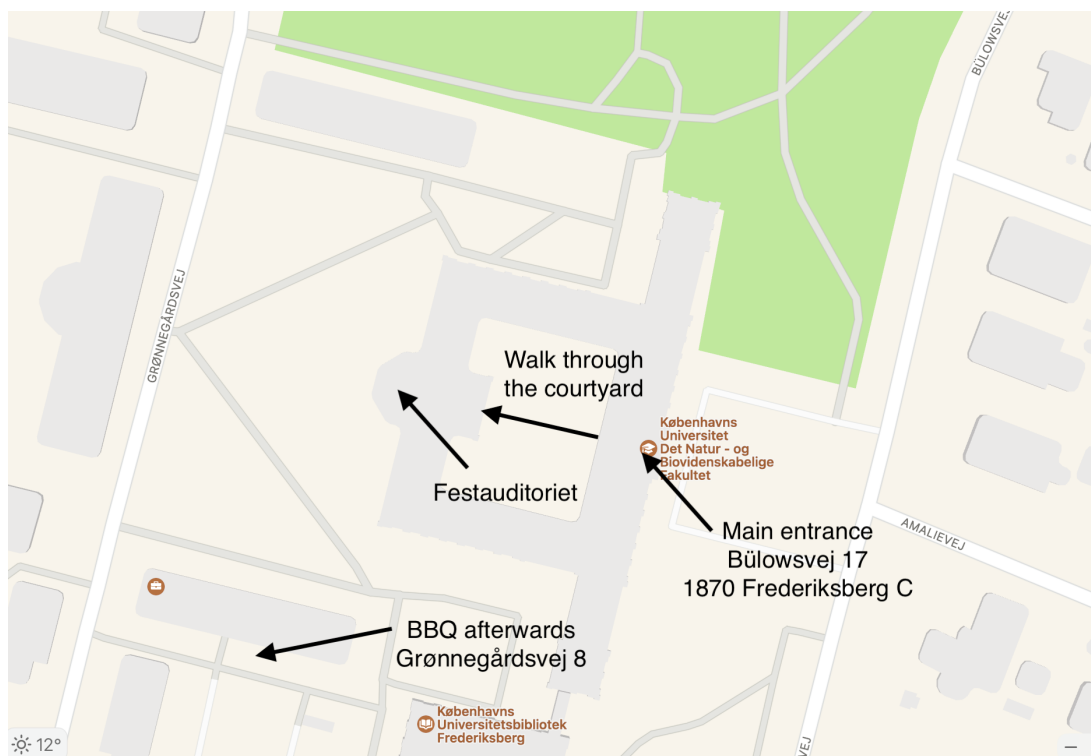 BÜLOWSVEJ
GRØNNEGÅRDSVEJ
Walk through
the courtyard
Københavns
Universitet
Det Natur - og
Biovidenskabelige
Fakultet
Festauditoriet
Main entrance
Bülowsvej 17
1870 Frederiksberg C
AMALIEVEJ
BBQ afterwards
Grønnegårdsvej 8
Københavns
Universitetsbibliotek
Frederiksberg
12°